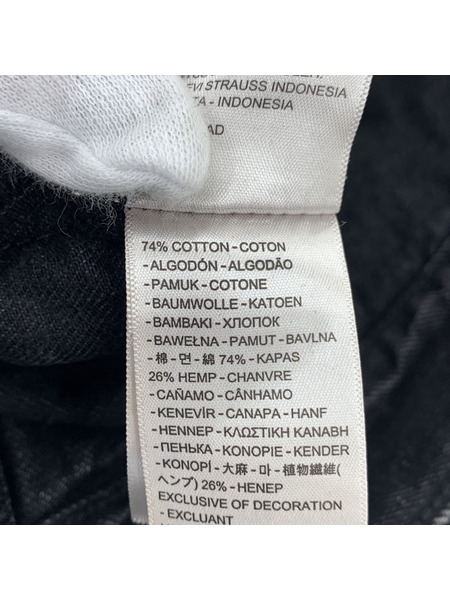 EVI STRAUSS INDONESIA
TA - INDONESIA
AD
74% COTTON - COTON
- ALGODÓN - ALGODÃO
- PAMUK - COTONE
- BAUMWOLLE - KATOEN
- BAMBAKI - ХЛОПОК
- BAWEŁNA - PAMUT - BAVLNA
- 棉 - 면 - 綿 74% - KAPAS
26% HEMP - CHANVRE
- CAÑAMO - CÂNHAMO
- KENEVİR - CANAPA - HANF
- HENNEP - ΚΛΩΣΤΙΚΗ ΚΑΝΑΒΗ
- ПЕНЬКА - KONOPIE - KENDER
- KONOPÍ - 大麻 - 마 - 植物繊維(
ヘンプ) 26% - HENEP
EXCLUSIVE OF DECORATION
- EXCLUANT